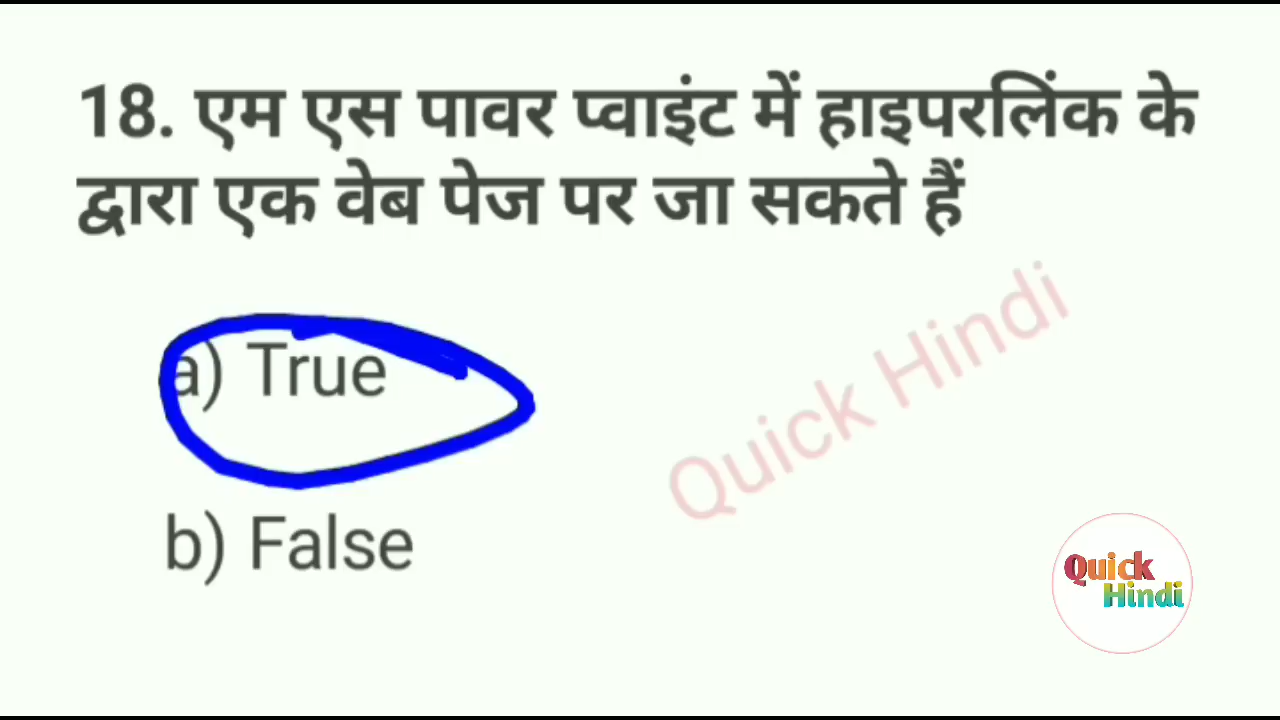 18. एम एस पावर प्वाइंट में हाइपरलिंक के
द्वारा एक वेब पेज पर जा सकते हैं
a) True
Quick Hindi
b) False
Quick
Hindi